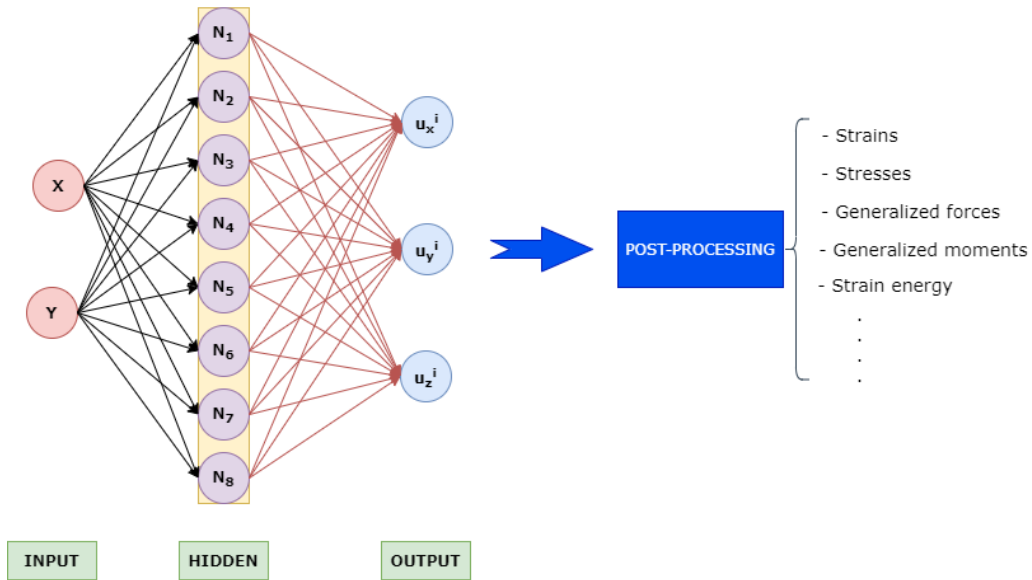 N1
N2
N3
N4
N5
N6
N7
N8
X
Y
ux^i
uy^i
uz^i
POST-PROCESSING
- Strains
- Stresses
- Generalized forces
- Generalized moments
- Strain energy
.
.
.
.
INPUT
HIDDEN
OUTPUT